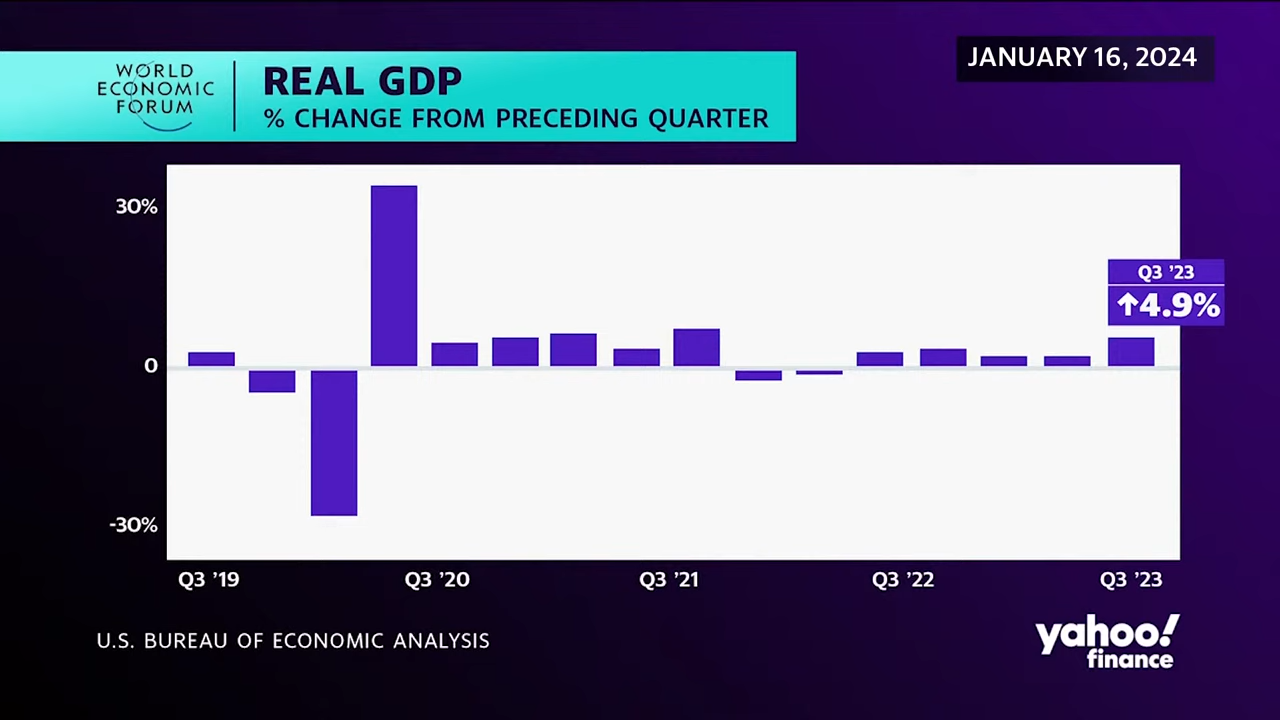 JANUARY 16, 2024
WORLD
ECONOMIC
FORUM
REAL GDP
% CHANGE FROM PRECEDING QUARTER
30%
0
-30%
Q3 ’23
↑4.9%
Q3 ’19
Q3 ’20
Q3 ’21
Q3 ’22
Q3 ’23
U.S. BUREAU OF ECONOMIC ANALYSIS
yahoo!
finance